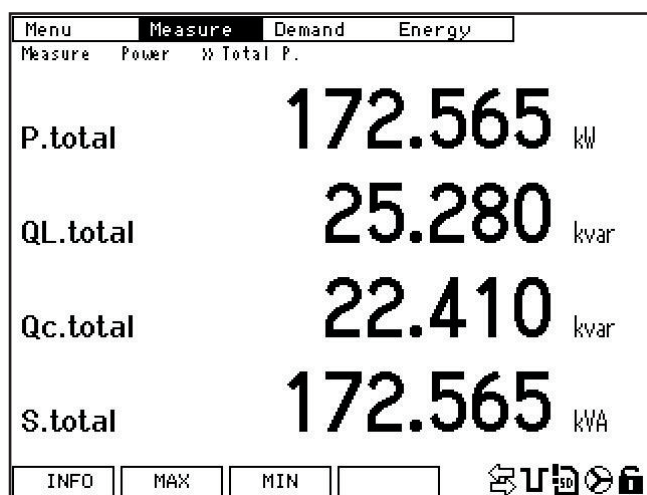 Menu Measure Demand Energy
Measure Power » Total P.
P.total 172.565 kW
QL.total 25.280 kvar
Qc.total 22.410 kvar
S.total 172.565 kVA
INFO MAX MIN
SD